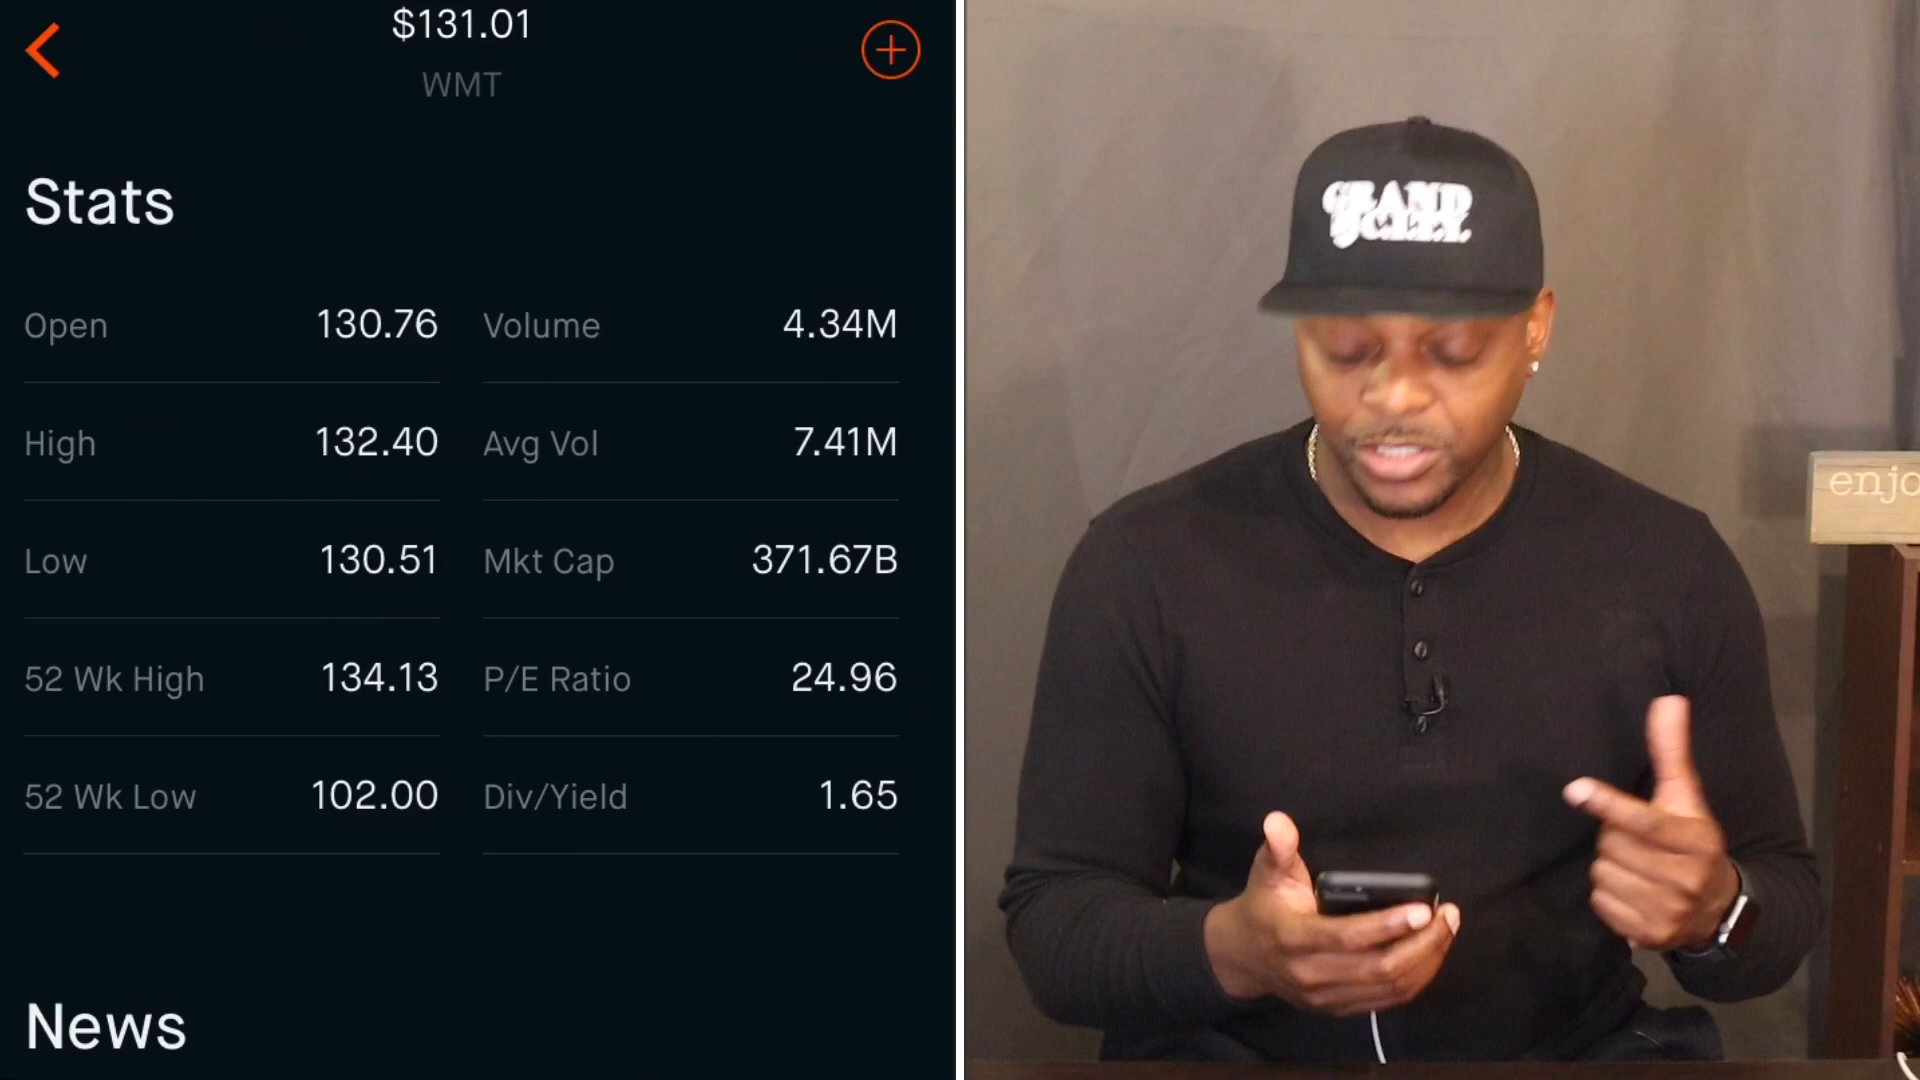 $131.01
WMT
Stats
Open 130.76 Volume 4.34M
High 132.40 Avg Vol 7.41M
Low 130.51 Mkt Cap 371.67B
52 Wk High 134.13 P/E Ratio 24.96
52 Wk Low 102.00 Div/Yield 1.65
News
GRAND
enjo